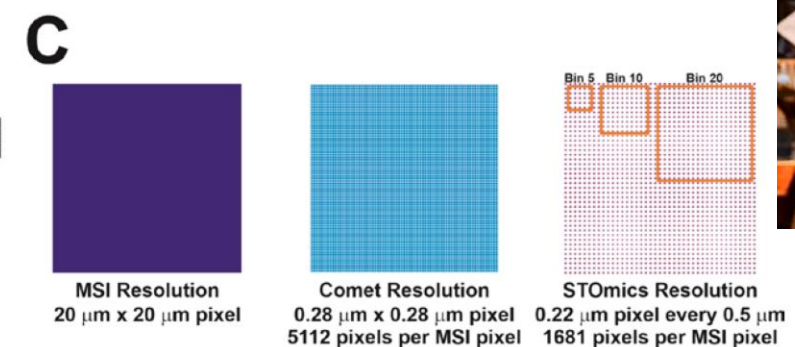 C
Bin 5 Bin 10 Bin 20
MSI Resolution
20 μm x 20 μm pixel
Comet Resolution
0.28 μm x 0.28 μm pixel
5112 pixels per MSI pixel
STOmics Resolution
0.22 μm pixel every 0.5 μm
1681 pixels per MSI pixel